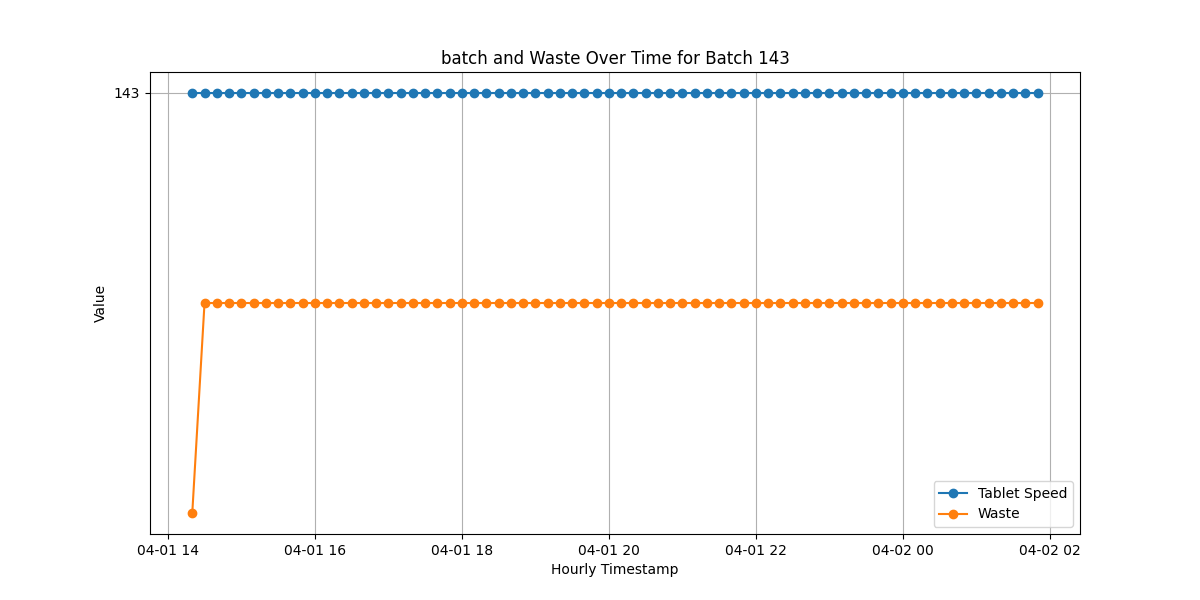 batch and Waste Over Time for Batch 143
143
Value
04-01 14 04-01 16 04-01 18 04-01 20 04-01 22 04-02 00 04-02 02
Hourly Timestamp
Tablet Speed
Waste